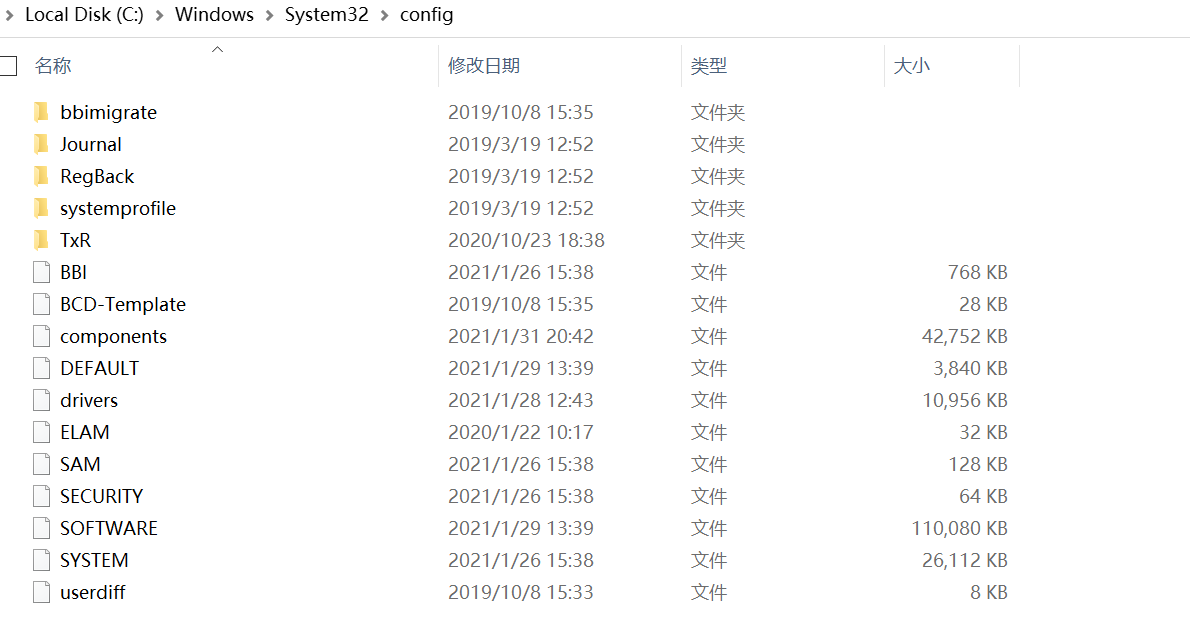 Local Disk (C:) > Windows > System32 > config
名称 修改日期 类型 大小
bbimigrate 2019/10/8 15:35 文件夹
Journal 2019/3/19 12:52 文件夹
RegBack 2019/3/19 12:52 文件夹
systemprofile 2019/3/19 12:52 文件夹
TxR 2020/10/23 18:38 文件夹
BBI 2021/1/26 15:38 文件 768 KB
BCD-Template 2019/10/8 15:35 文件 28 KB
components 2021/1/31 20:42 文件 42,752 KB
DEFAULT 2021/1/29 13:39 文件 3,840 KB
drivers 2021/1/28 12:43 文件 10,956 KB
ELAM 2020/1/22 10:17 文件 32 KB
SAM 2021/1/26 15:38 文件 128 KB
SECURITY 2021/1/26 15:38 文件 64 KB
SOFTWARE 2021/1/29 13:39 文件 110,080 KB
SYSTEM 2021/1/26 15:38 文件 26,112 KB
userdiff 2019/10/8 15:33 文件 8 KB